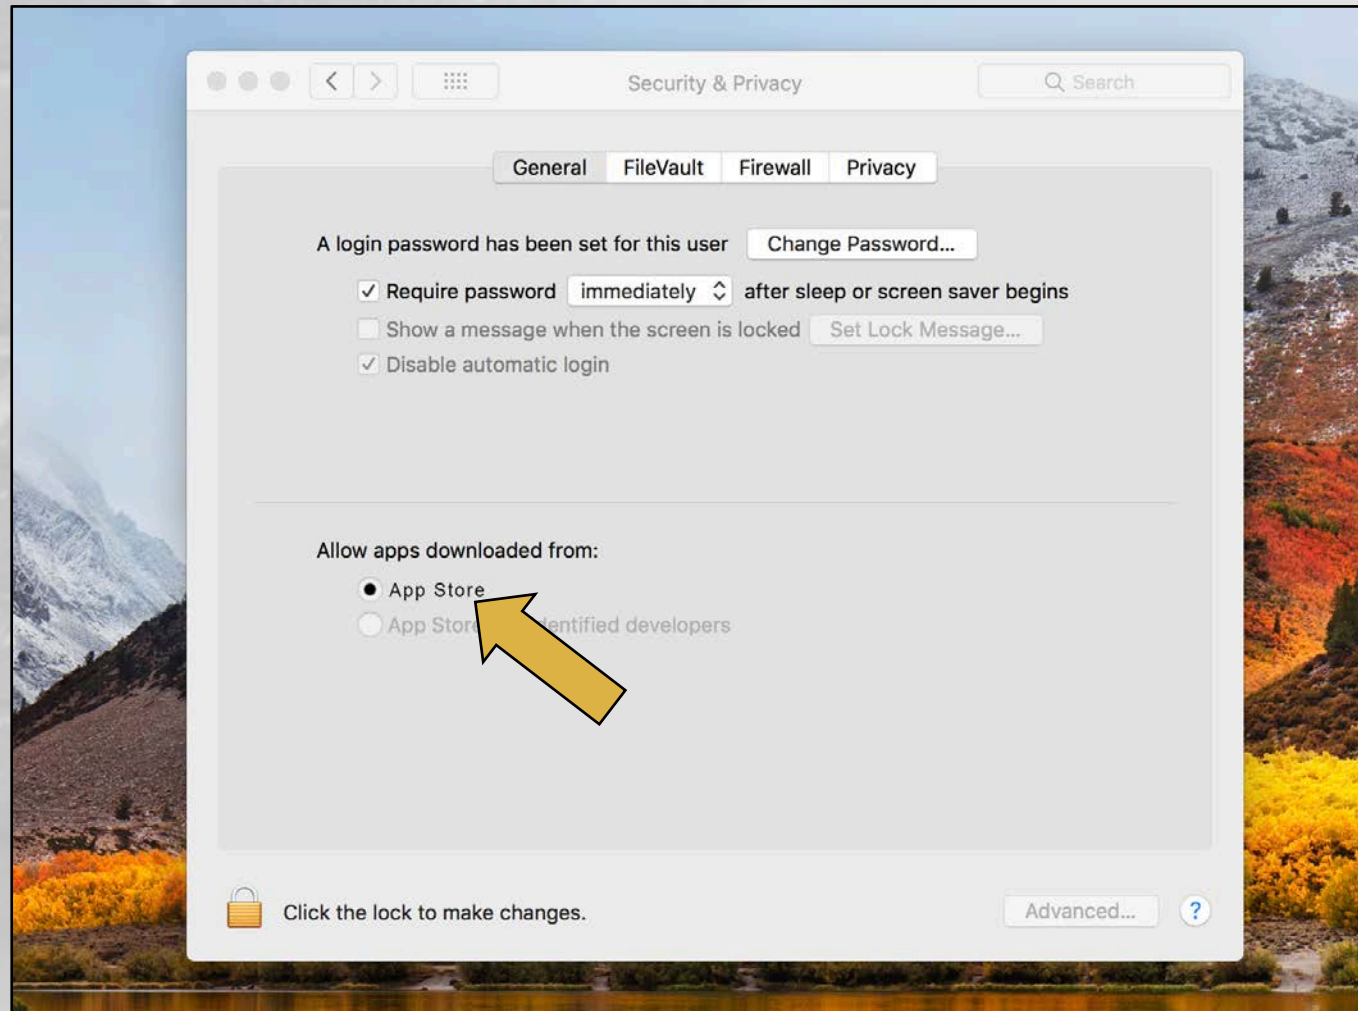 Security & Privacy
Search
General FileVault Firewall Privacy
A login password has been set for this user Change Password...
Require password immediately after sleep or screen saver begins
Show a message when the screen is locked Set Lock Message...
Disable automatic login
Allow apps downloaded from:
App Store
App Store identified developers
Click the lock to make changes.
Advanced... ?